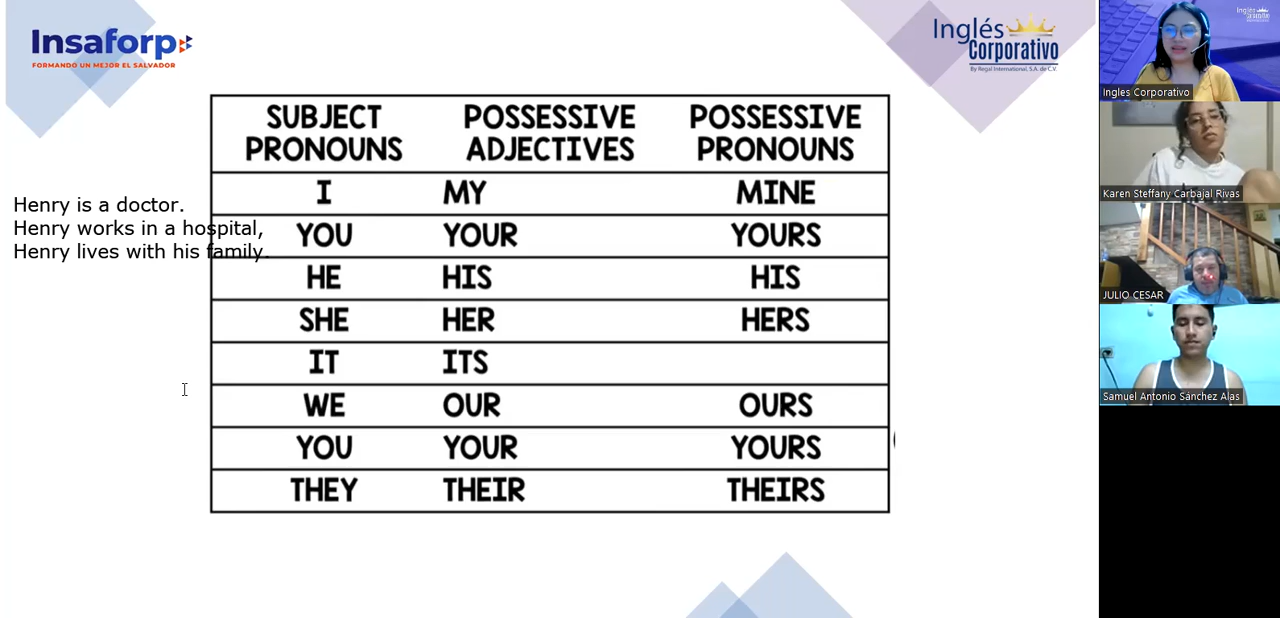 Insaforp
FORMANDO UN MEJOR EL SALVADOR
Inglés
Corporativo
By Regal International, S.A. de C.V.
SUBJECT PRONOUNS POSSESSIVE ADJECTIVES POSSESSIVE PRONOUNS
I MY MINE
YOU YOUR YOURS
HE HIS HIS
SHE HER HERS
IT ITS
WE OUR OURS
YOU YOUR YOURS
THEY THEIR THEIRS
Henry is a doctor.
Henry works in a hospital,
Henry lives with his family.
Inglés
Ingles Corporativo
Karen Steffany Carbajal Rivas
JULIO CESAR
Samuel Antonio Sánchez Alas